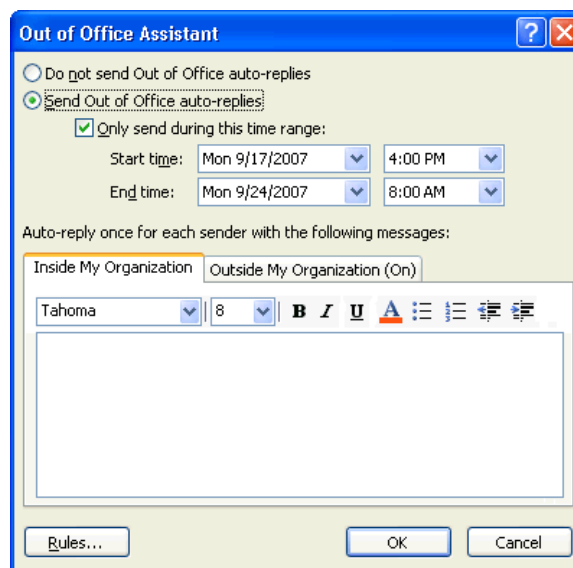 Out of Office Assistant
Do not send Out of Office auto-replies
Send Out of Office auto-replies
Only send during this time range:
Start time: Mon 9/17/2007 4:00 PM
End time: Mon 9/24/2007 8:00 AM
Auto-reply once for each sender with the following messages:
Inside My Organization Outside My Organization (On)
Tahoma 8 B I U A
Rules... OK Cancel